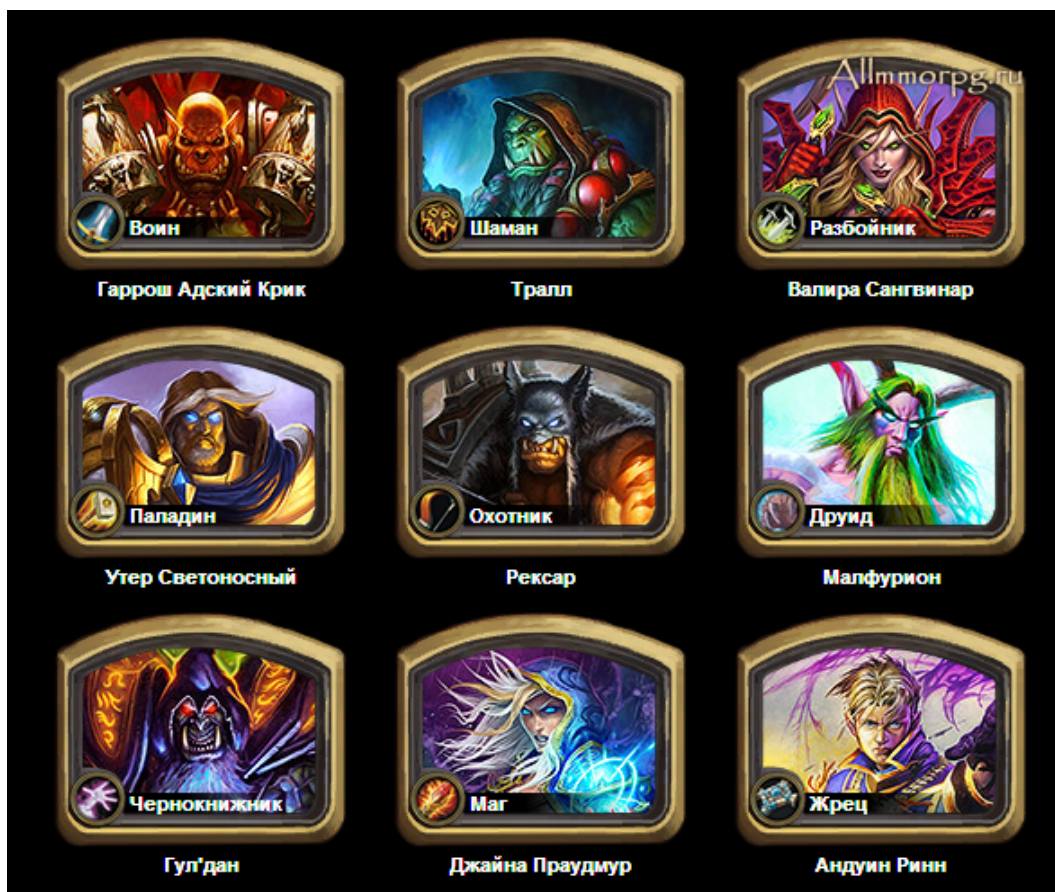 Allmmorpg.ru
Воин
Шаман
Разбойник
Гаррош Адский Крик
Тралл
Валира Сангвинар
Паладин
Охотник
Друид
Утер Светоносный
Рексар
Малфурион
Чернокнижник
Маг
Жрец
Гул'дан
Джайна Праудмур
Андуин Ринн